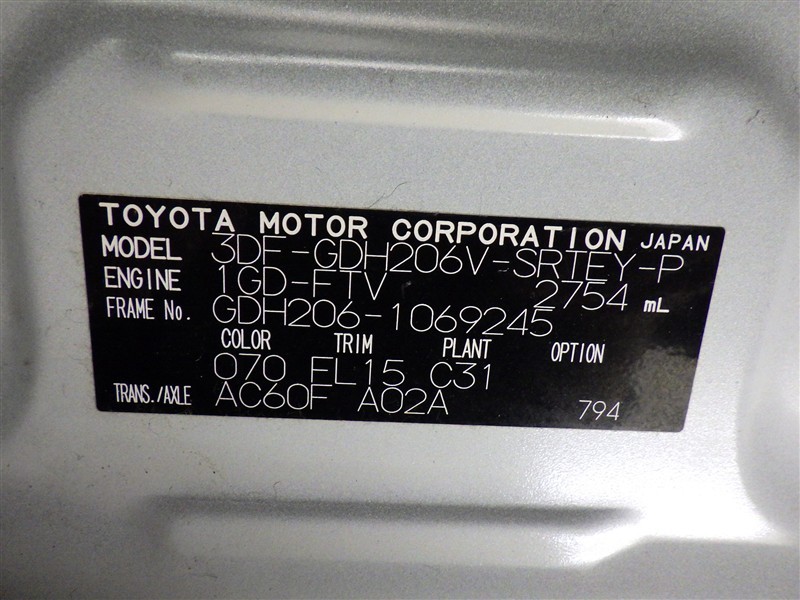 TOYOTA MOTOR CORPORATION JAPAN
MODEL 3DF-GDH206V-SRTEY-P
ENGINE 1GD-FTV 2754 mL
FRAME No. GDH206-1069245
COLOR TRIM PLANT OPTION
070 FL15 C31
TRANS./AXLE AC60F A02A 794